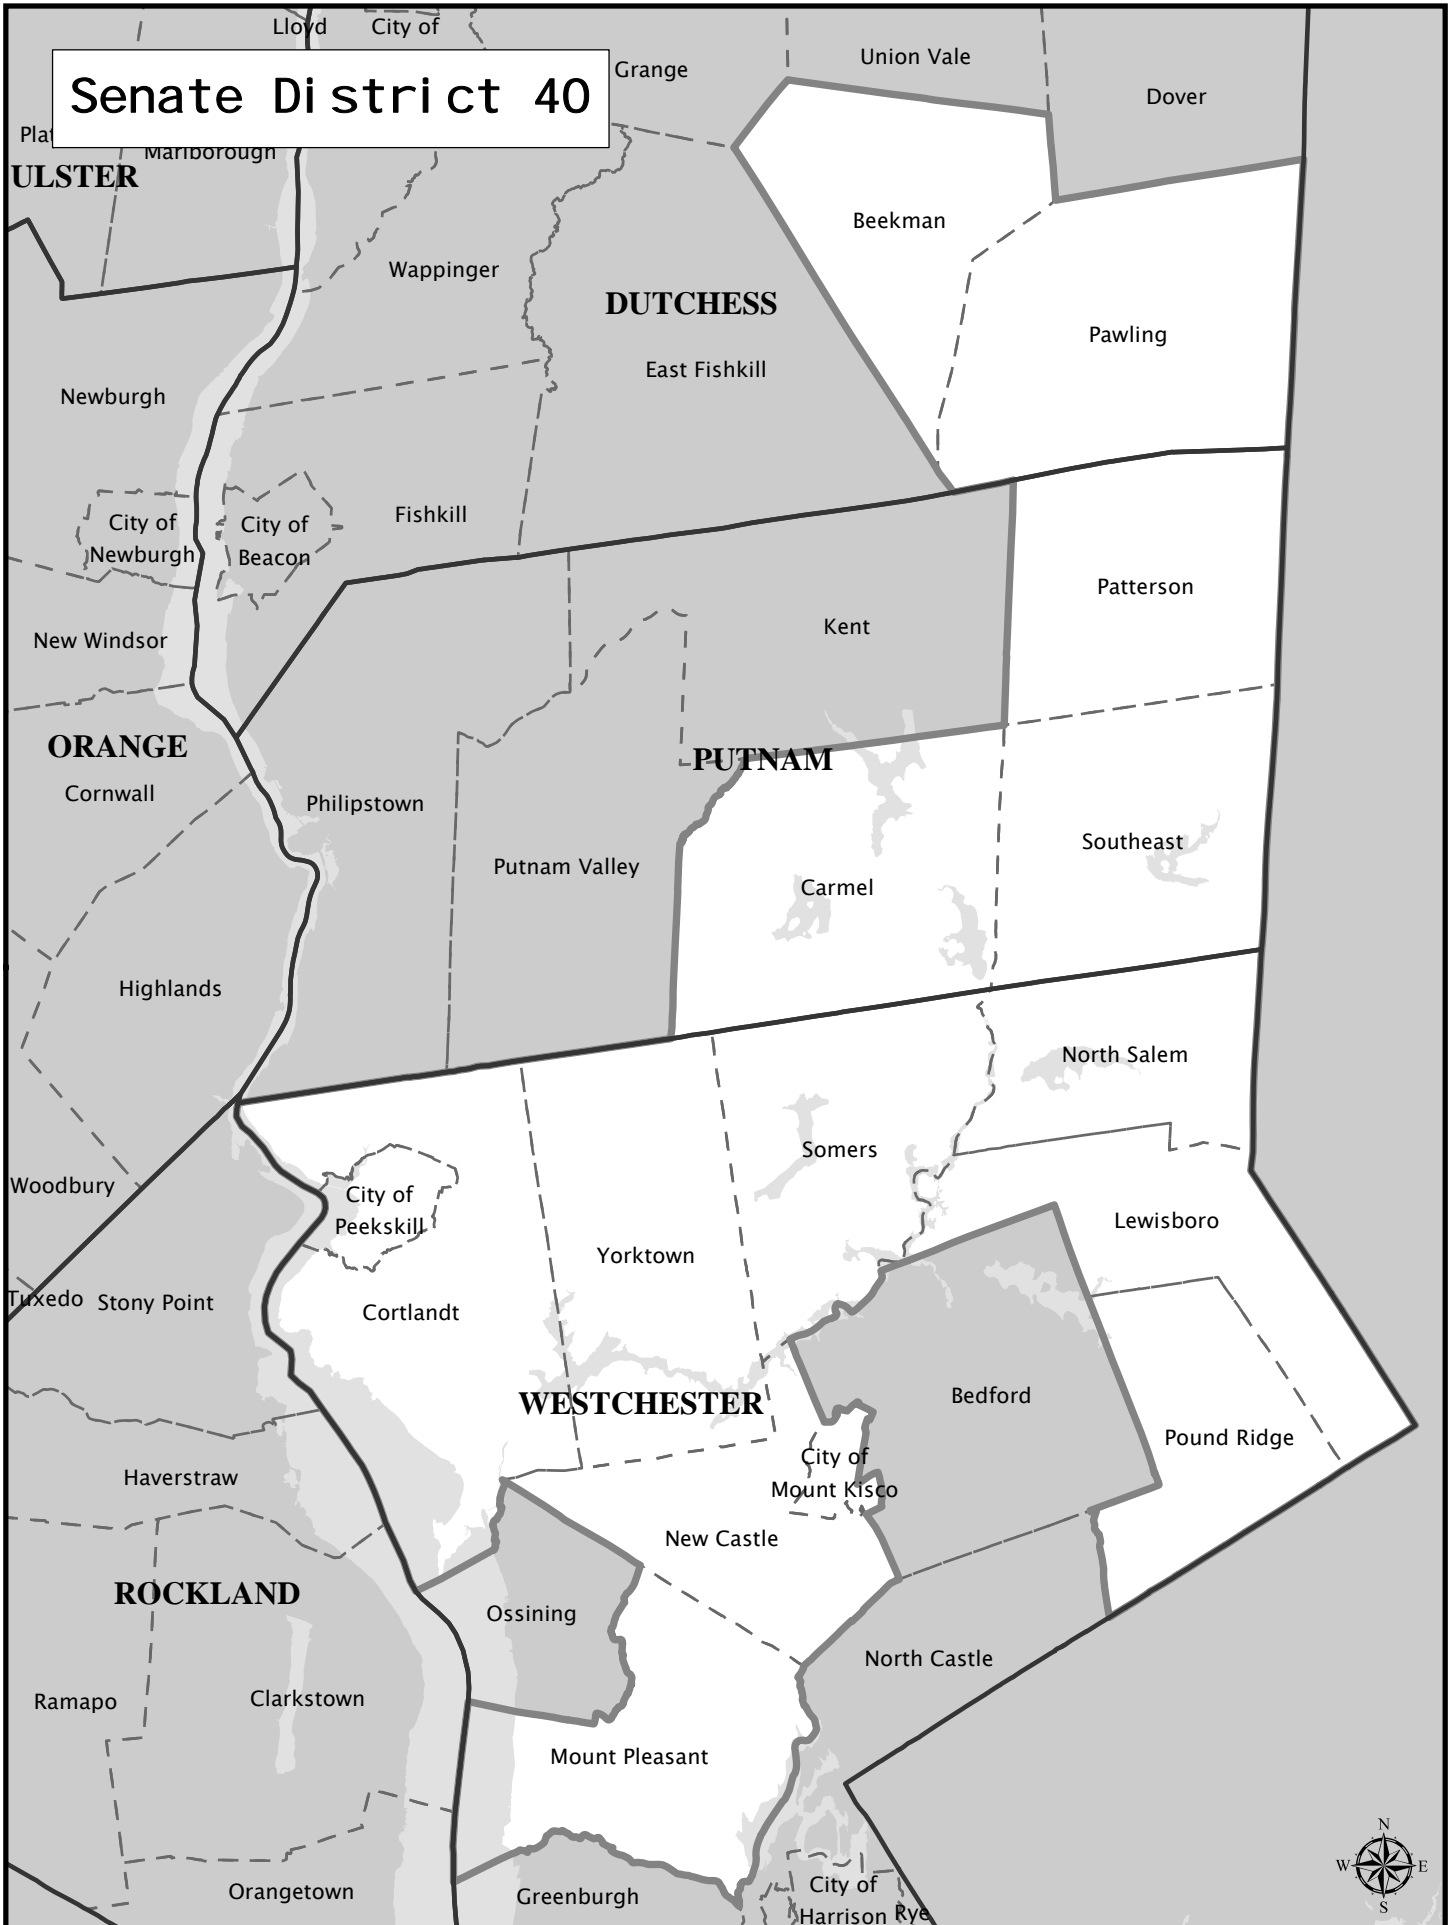 Lloyd
City of
Grange
Union Vale
Dover
Senate District 40
Marlborough
ULSTER
Beekman
Wappinger
DUTCHESS
Pawling
East Fishkill
Newburgh
Fishkill
City of
Newburgh
City of
Beacon
Patterson
Kent
New Windsor
ORANGE
PUTNAM
Cornwall
Philipstown
Southeast
Putnam Valley
Carmel
Highlands
North Salem
Somers
Woodbury
City of
Peekskill
Lewisboro
Yorktown
Tuxedo
Stony Point
Cortlandt
Bedford
WESTCHESTER
Pound Ridge
City of
Mount Kisco
Haverstraw
New Castle
ROCKLAND
Ossining
North Castle
Ramapo
Clarkstown
Mount Pleasant
N
W
E
S
Orangetown
Greenburgh
City of
Rye
Harrison